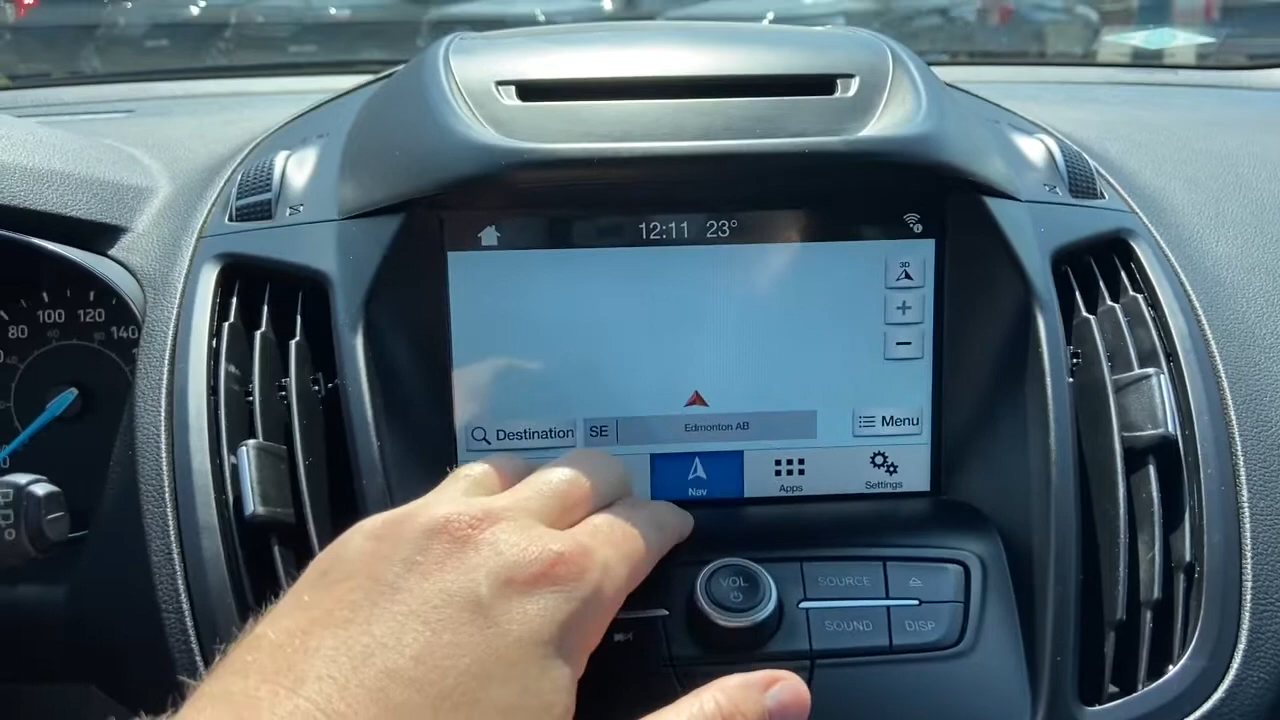 12:11 23°
3D
+
−
Destination
SE
Edmonton AB
Menu
Nav
Apps
Settings
80
100
120
140
VOL
SOURCE
SOUND
DISP